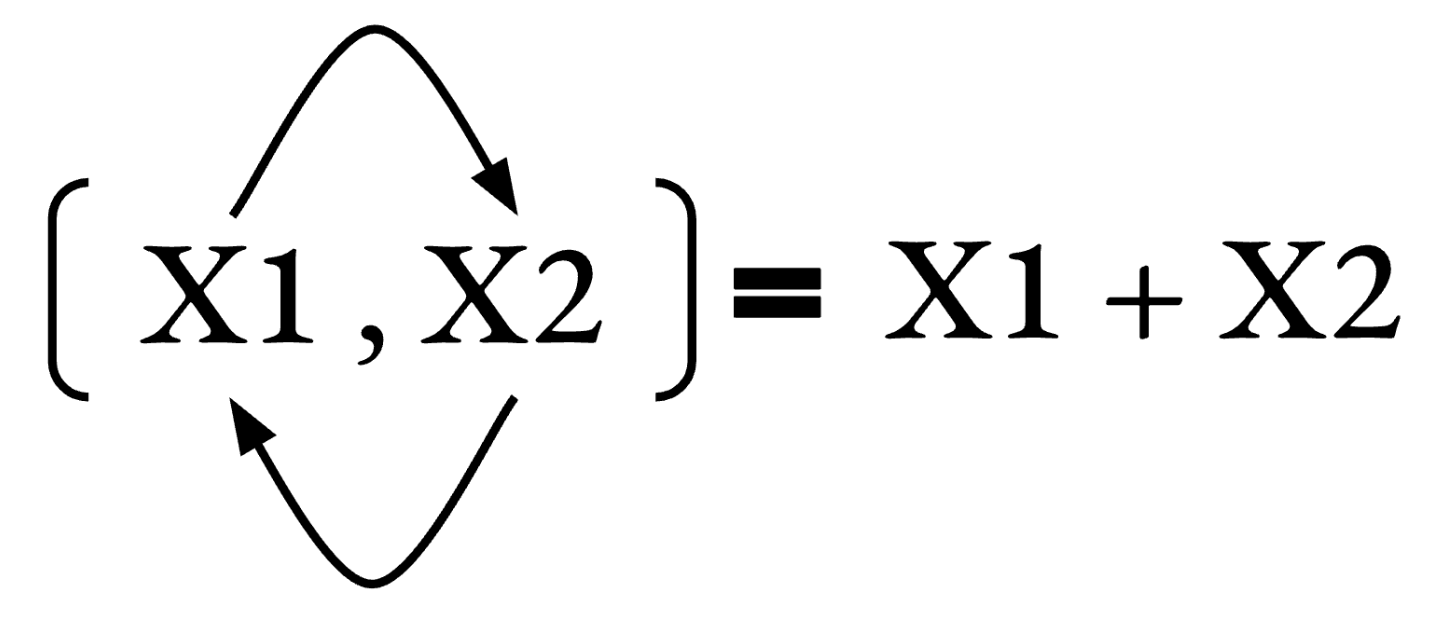 (X1, X2) = X1 + X2